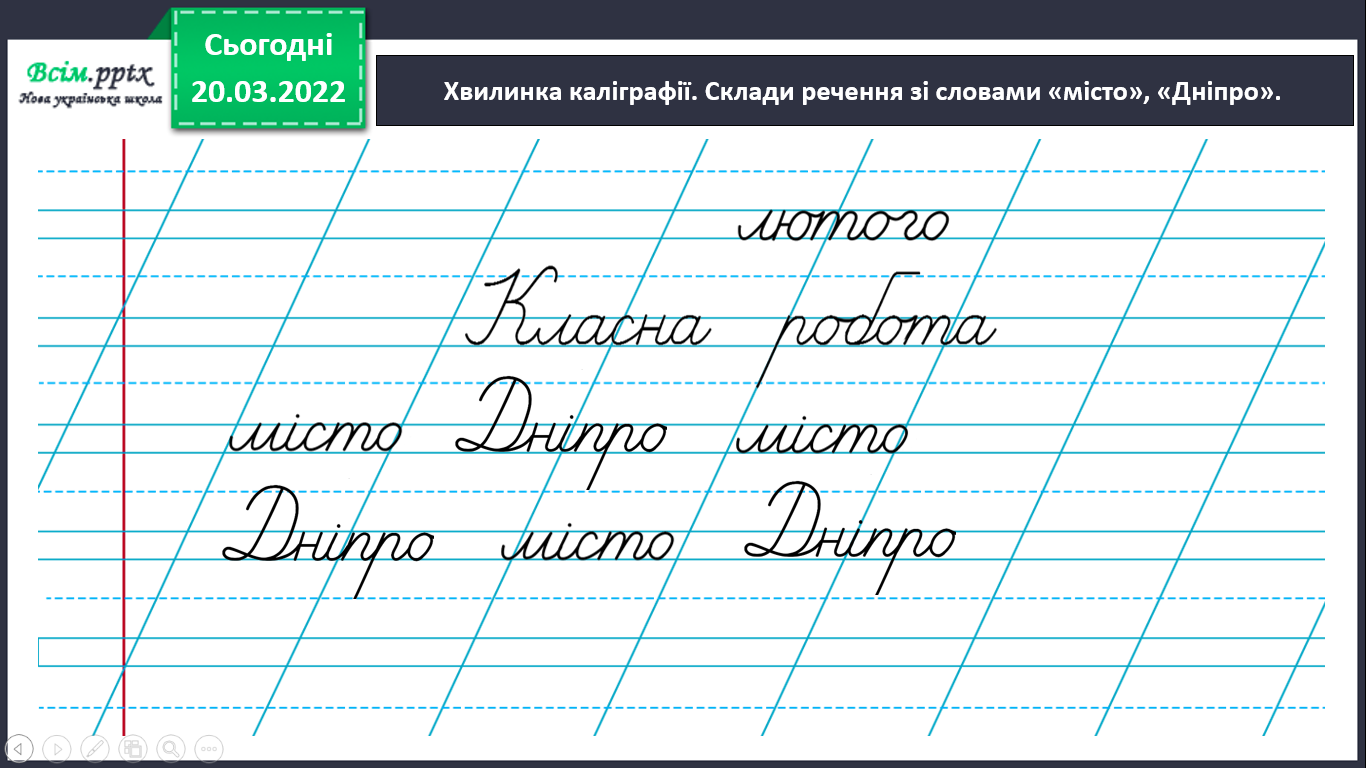 Сьогодні
20.03.2022
Всім.pptx
Нова українська школа
Хвилинка каліграфії. Склади речення зі словами «місто», «Дніпро».
лютого
Класна робота
місто Дніпро місто
Дніпро місто Дніпро